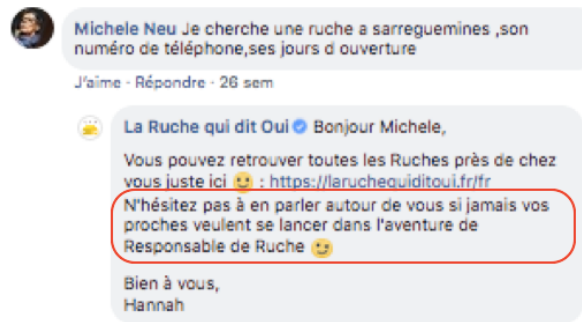 Michele Neu Je cherche une ruche a sarreguemines ,son
numéro de téléphone,ses jours d ouverture
J'aime · Répondre · 26 sem
La Ruche qui dit Oui Bonjour Michele,
Vous pouvez retrouver toutes les Ruches près de chez
vous juste ici : https://laruchequiditoui.fr/fr
N'hésitez pas à en parler autour de vous si jamais vos
proches veulent se lancer dans l'aventure de
Responsable de Ruche
Bien à vous,
Hannah